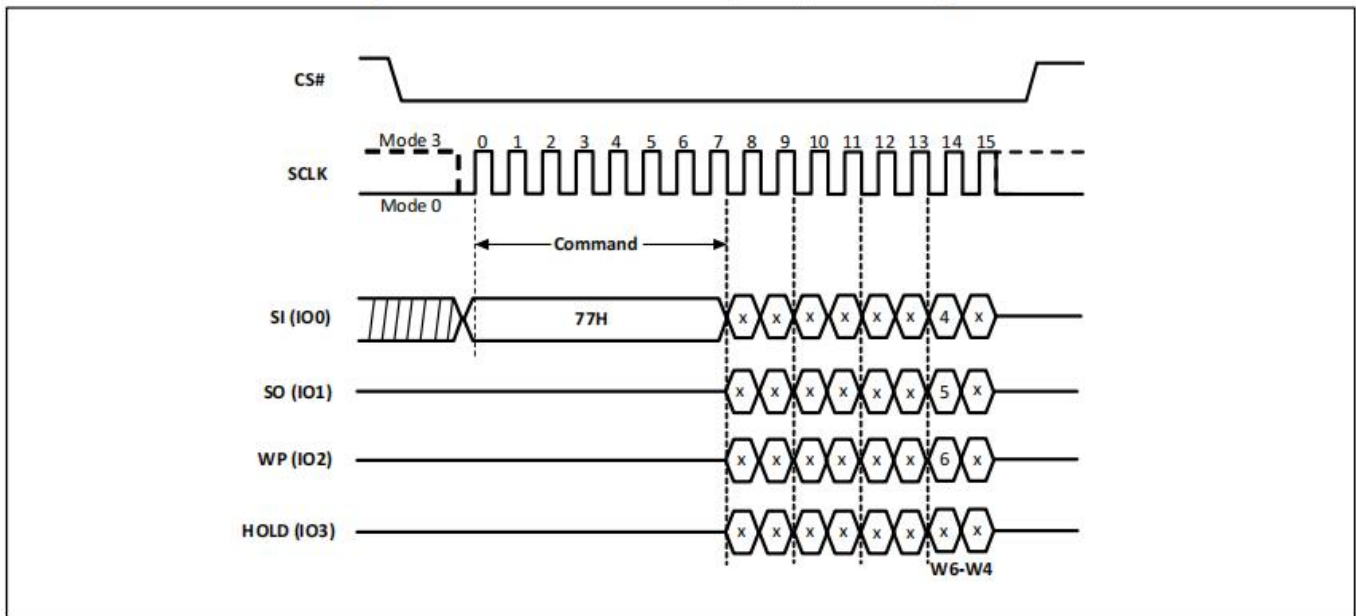 CS#
Mode 3 0 1 2 3 4 5 6 7 8 9 10 11 12 13 14 15
SCLK
Mode 0
Command
SI (IO0) 77H x x x x x x 4 x
SO (IO1) x x x x x x 5 x
WP (IO2) x x x x x x 6 x
HOLD (IO3) x x x x x x x x
W6-W4